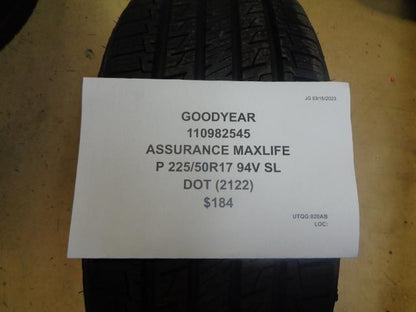 JG 03/15/2023
GOODYEAR
110982545
ASSURANCE MAXLIFE
P 225/50R17 94V SL
DOT (2122)
$184
UTQG:820AB
LOC: